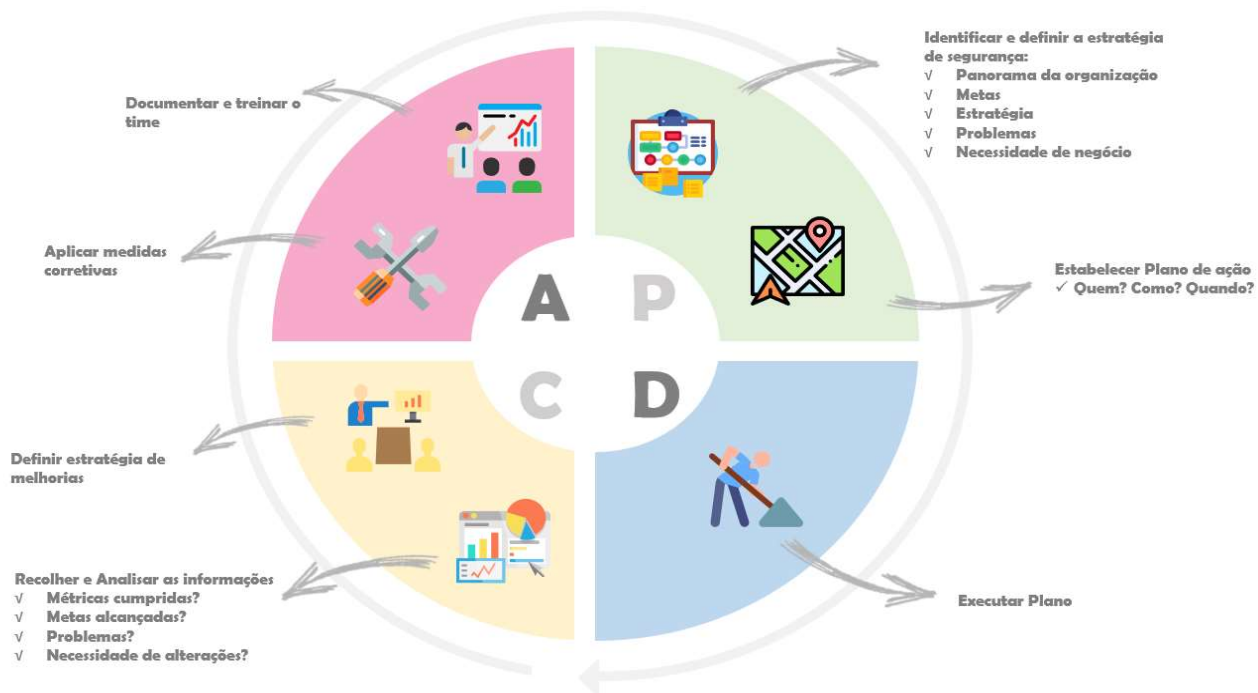 Identificar e definir a estratégia
de segurança:
√ Panorama da organização
√ Metas
√ Estratégia
√ Problemas
√ Necessidade de negócio
Documentar e treinar o
time
Aplicar medidas
corretivas
Estabelecer Plano de ação
✓ Quem? Como? Quando?
A P
C D
Definir estratégia de
melhorias
Recolher e Analisar as informações
√ Métricas cumpridas?
√ Metas alcançadas?
√ Problemas?
√ Necessidade de alterações?
Executar Plano